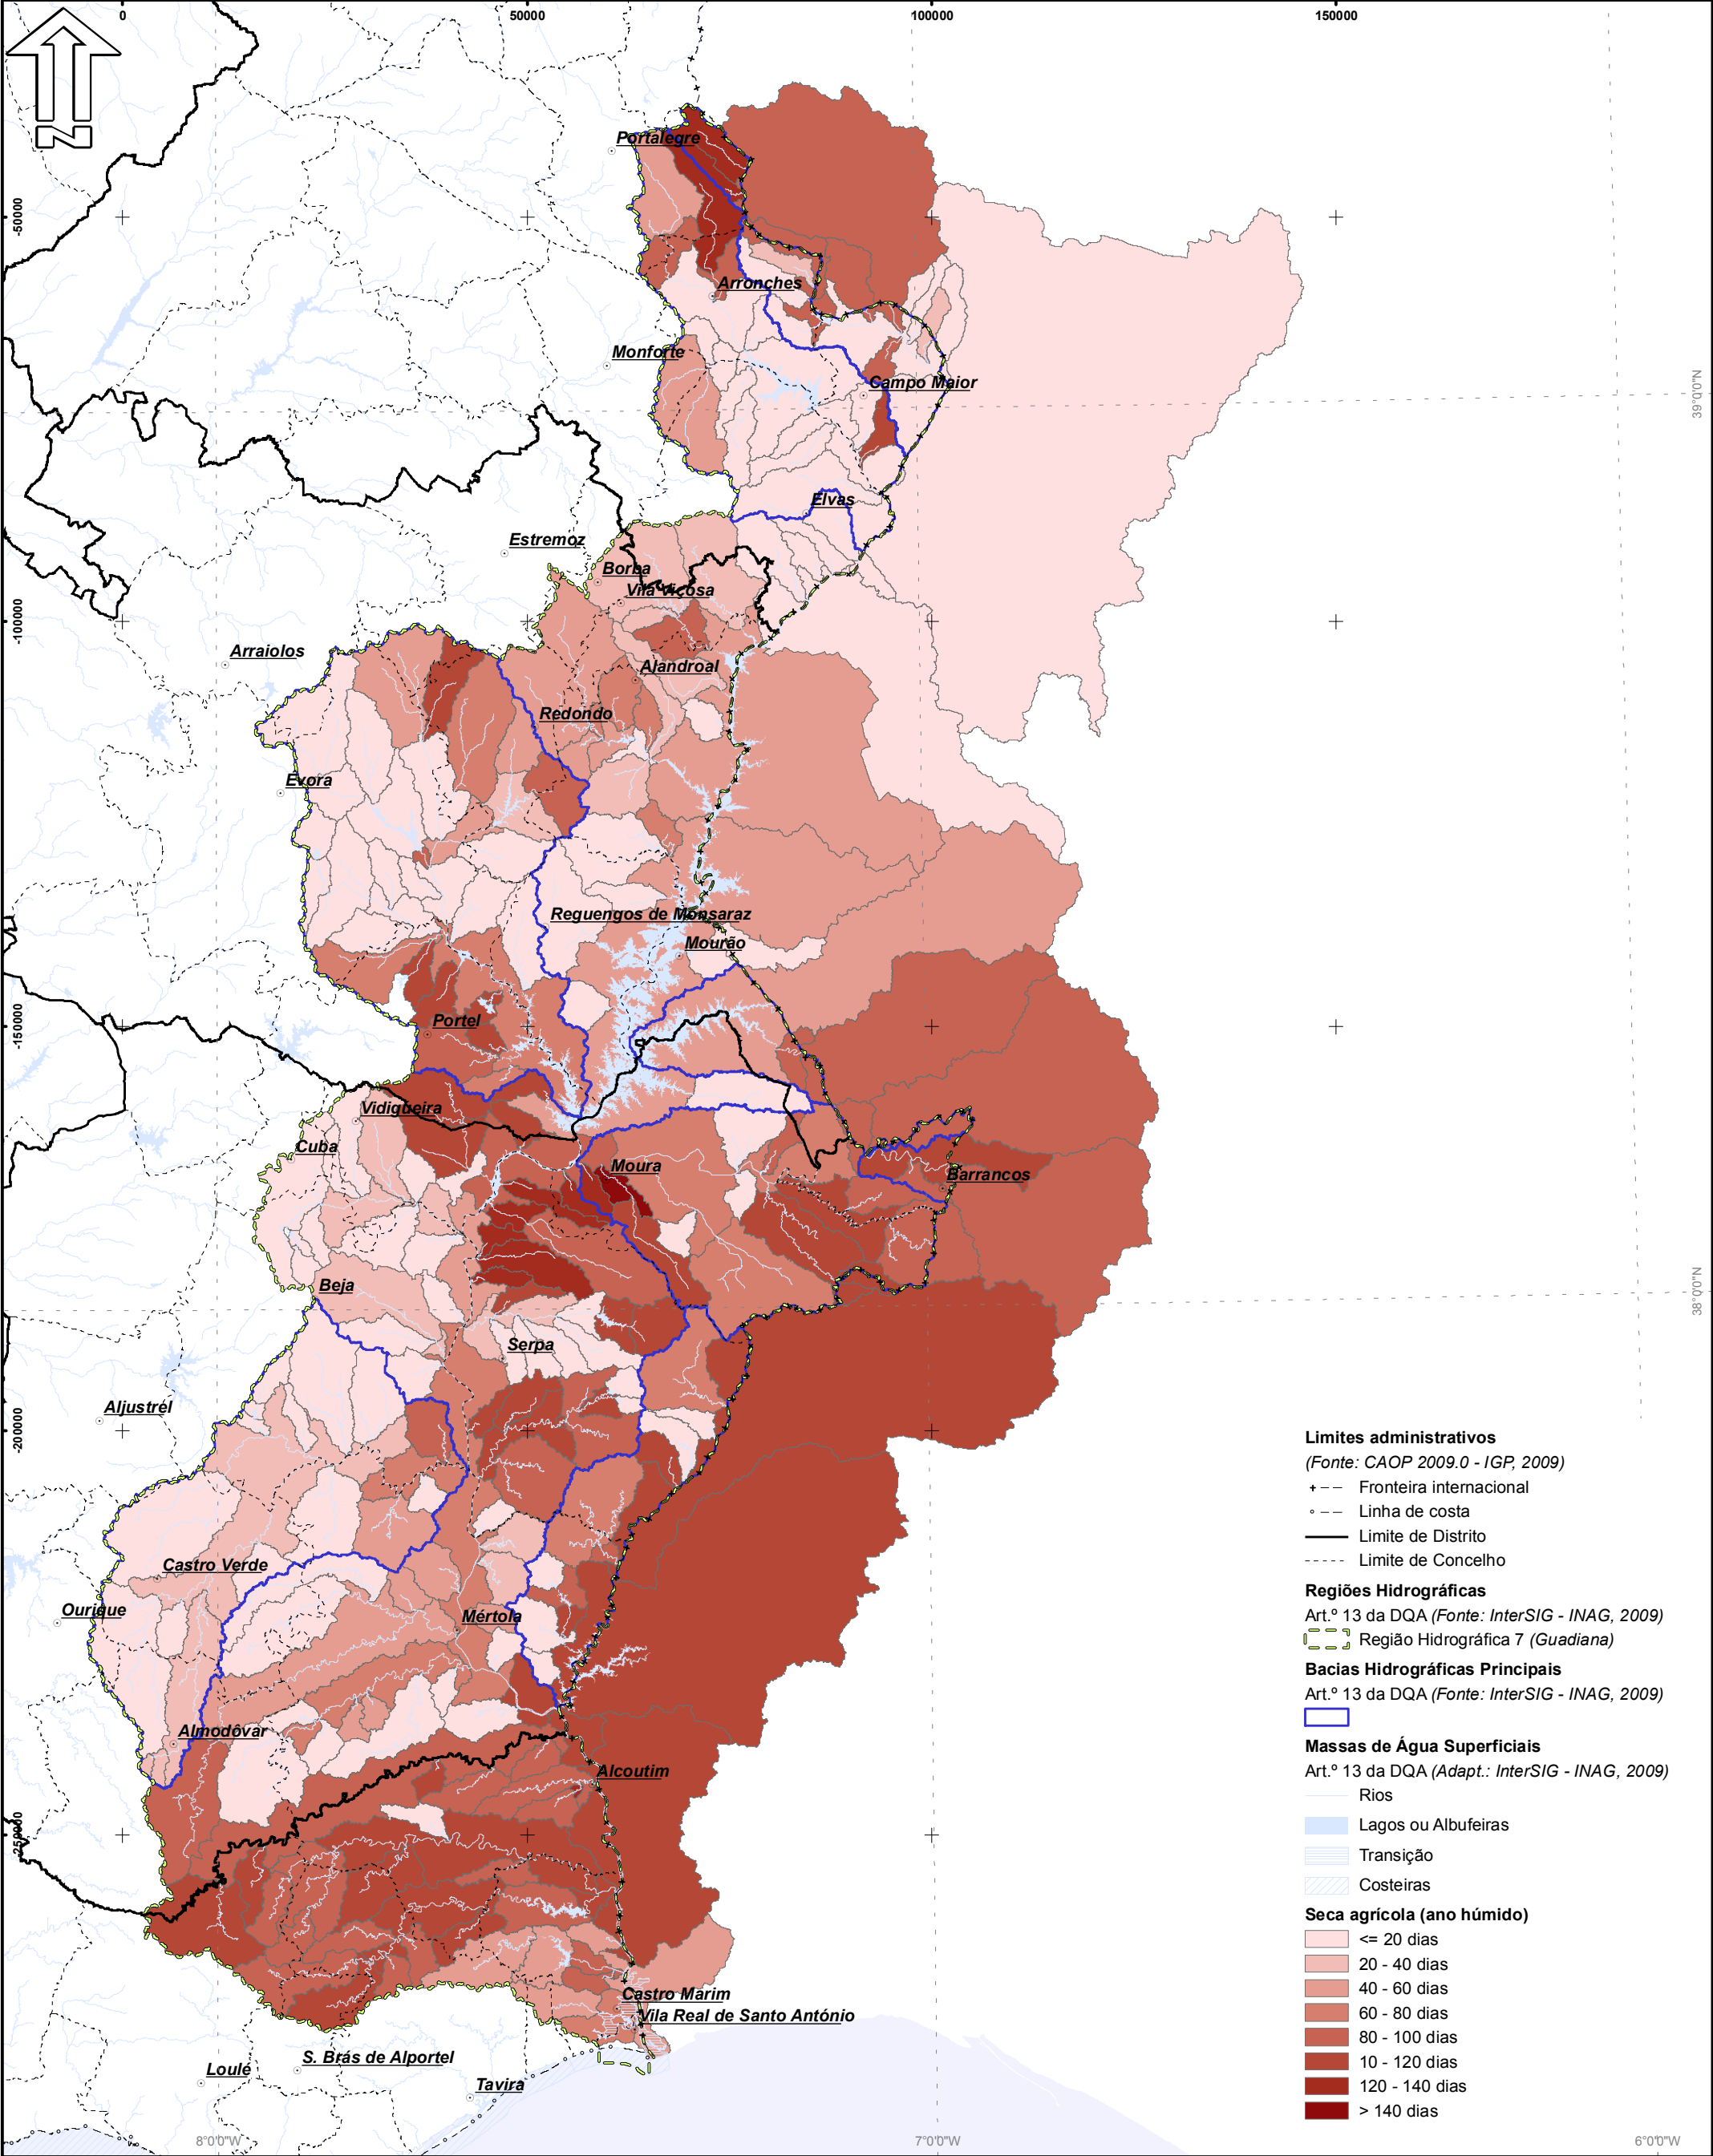 0
50000
100000
150000
N
-50000
-100000
-150000
-200000
-250000
39°0'0"N
38°0'0"N
Portalegre
Arronches
Monforte
Campo Maior
Elvas
Estremoz
Borba
Vila Viçosa
Arraiolos
Alandroal
Redondo
Evora
Reguengos de Monsaraz
Mourão
Portel
Vidigueira
Cuba
Moura
Barrancos
Beja
Serpa
Aljustrel
Castro Verde
Ourique
Mértola
Almodôvar
Alcoutim
Castro Marim
Vila Real de Santo António
S. Brás de Alportel
Loulé
Tavira
8°0'0"W
7°0'0"W
6°0'0"W
Limites administrativos
(Fonte: CAOP 2009.0 - IGP, 2009)
Fronteira internacional
Linha de costa
Limite de Distrito
Limite de Concelho
Regiões Hidrográficas
Art.º 13 da DQA (Fonte: InterSIG - INAG, 2009)
Região Hidrográfica 7 (Guadiana)
Bacias Hidrográficas Principais
Art.º 13 da DQA (Fonte: InterSIG - INAG, 2009)
Massas de Água Superficiais
Art.º 13 da DQA (Adapt.: InterSIG - INAG, 2009)
Rios
Lagos ou Albufeiras
Transição
Costeiras
Seca agrícola (ano húmido)
<= 20 dias
20 - 40 dias
40 - 60 dias
60 - 80 dias
80 - 100 dias
10 - 120 dias
120 - 140 dias
> 140 dias